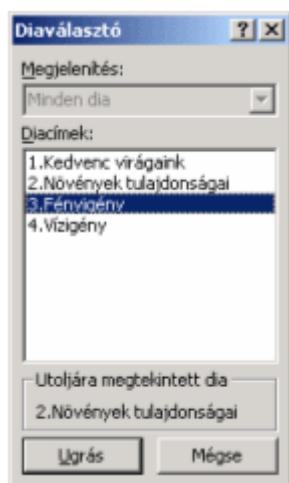 Diaválasztó
Megjelenítés:
Minden dia
Diacímek:
1.Kedvenc virágaink
2.Növények tulajdonságai
3.Fényigény
4.Vízigény
Utoljára megtekintett dia
2.Növények tulajdonságai
Ugrás Mégse